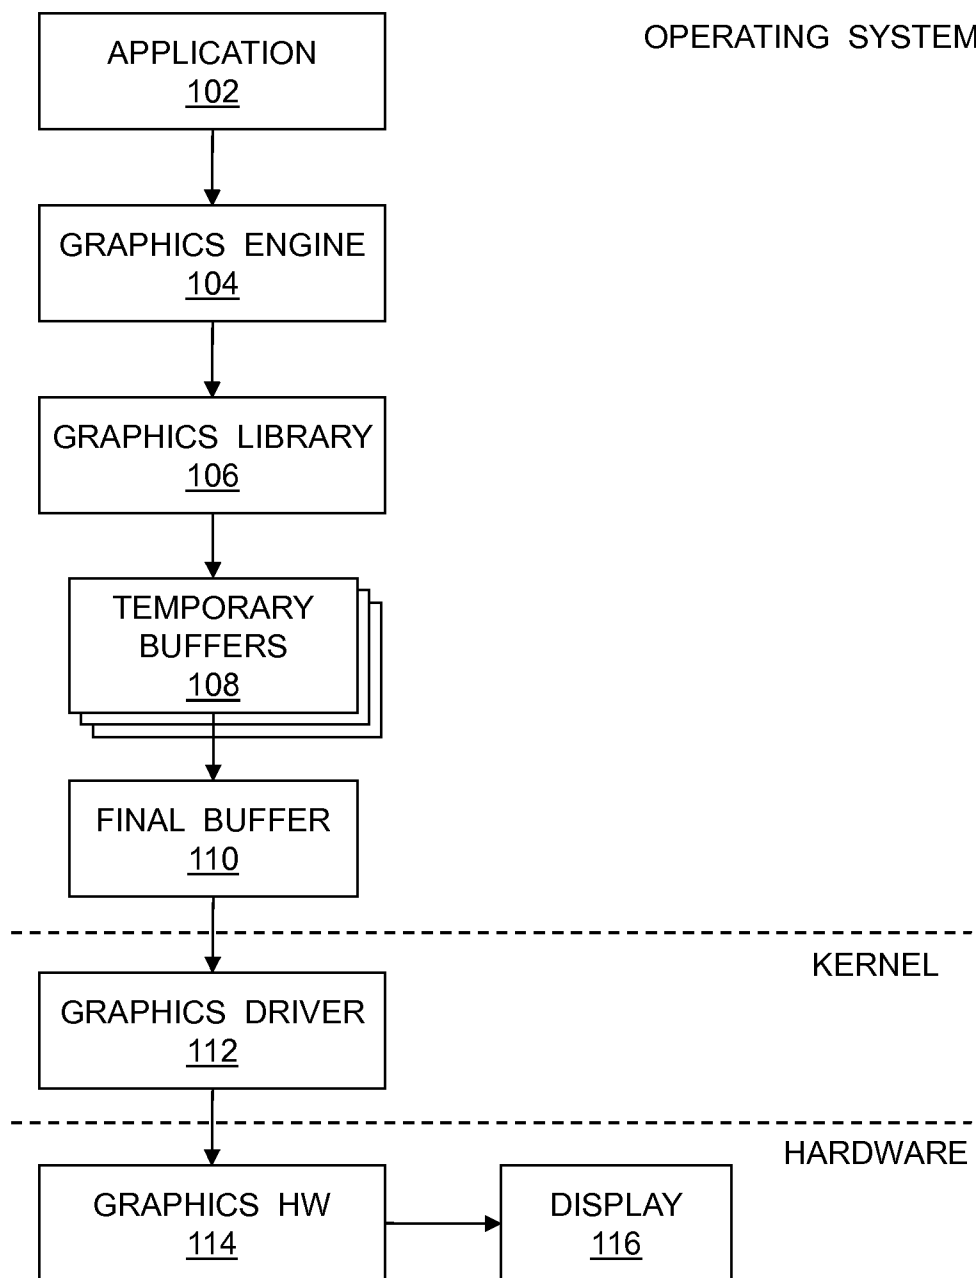 OPERATING SYSTEM
APPLICATION
102
GRAPHICS ENGINE
104
GRAPHICS LIBRARY
106
TEMPORARY
BUFFERS
108
FINAL BUFFER
110
KERNEL
GRAPHICS DRIVER
112
HARDWARE
GRAPHICS HW
114
DISPLAY
116